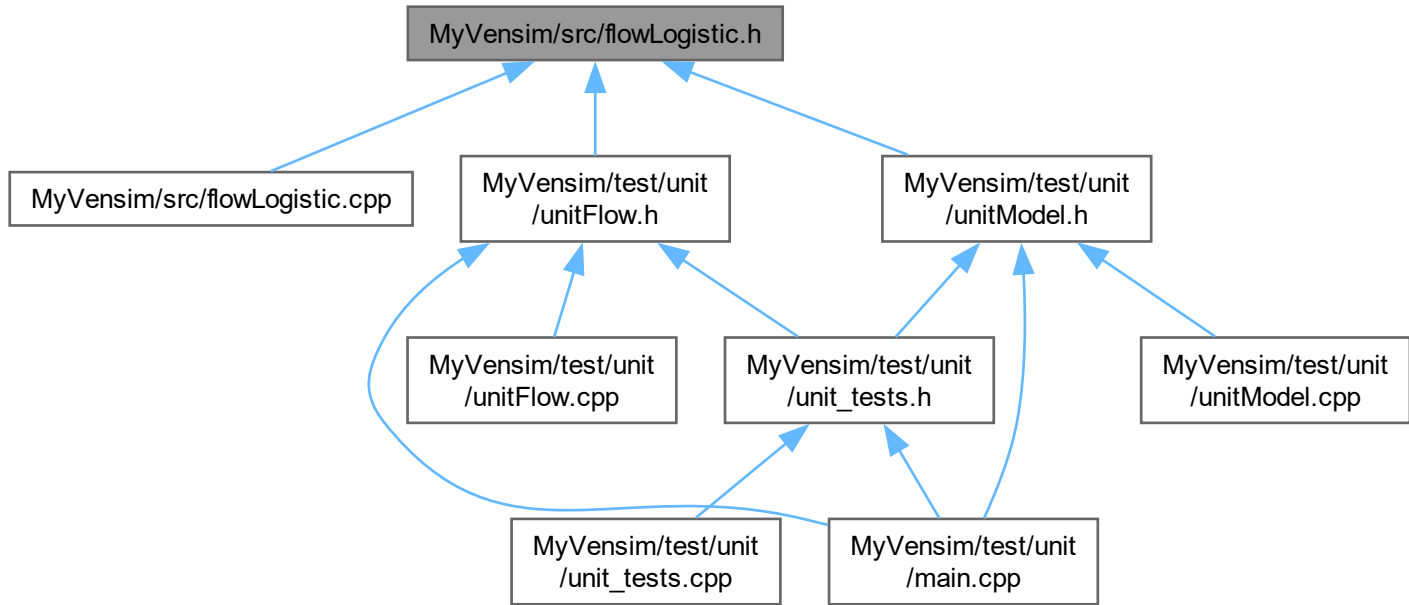 MyVensim/src/flowLogistic.h
MyVensim/src/flowLogistic.cpp
MyVensim/test/unit
/unitFlow.h
MyVensim/test/unit
/unitModel.h
MyVensim/test/unit
/unitFlow.cpp
MyVensim/test/unit
/unit_tests.h
MyVensim/test/unit
/unitModel.cpp
MyVensim/test/unit
/unit_tests.cpp
MyVensim/test/unit
/main.cpp